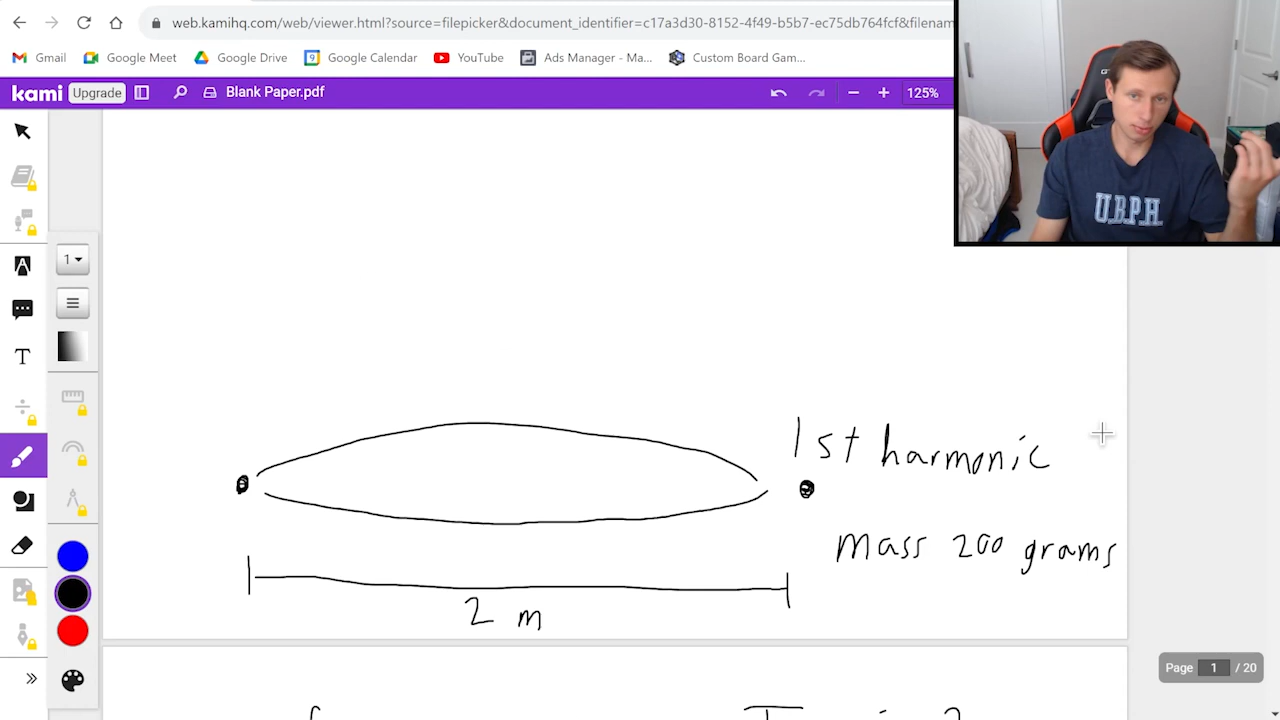 web.kamihq.com/web/viewer.html?source=filepicker&document_identifier=c17a3d30-8152-4f49-b5b7-ec75db764fcf&filenam
Gmail Google Meet Google Drive Google Calendar YouTube Ads Manager - Ma... Custom Board Gam...
kami Upgrade Blank Paper.pdf 125%
U.B.P.H.
1
1st harmonic
mass 200 grams
2 m
Page 1 / 20